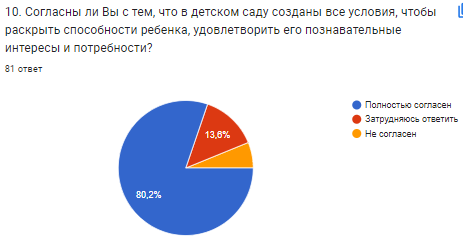 10. Согласны ли Вы с тем, что в детском саду созданы все условия, чтобы
раскрыть способности ребенка, удовлетворить его познавательные
интересы и потребности?
81 ответ
Полностью согласен
Затрудняюсь ответить
Не согласен
13,6%
80,2%